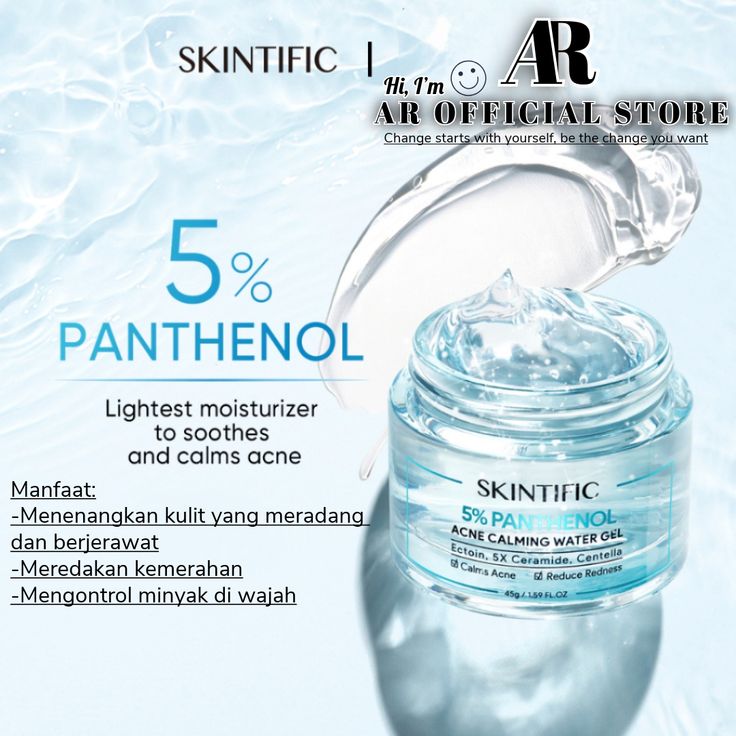 SKINTIFIC |
AR
Hi, I'm
AR OFFICIAL STORE
Change starts with yourself, be the change you want
5%
PANTHENOL
Lightest moisturizer
to soothes
and calms acne
Manfaat:
-Menenangkan kulit yang meradang
dan berjerawat
-Meredakan kemerahan
-Mengontrol minyak di wajah
SKINTIFIC
5% PANTHENOL
ACNE CALMING WATER GEL
Ectoin, 5X Ceramide, Centella
☑ Calms Acne ☑ Reduce Redness
45g / 1.59 FL.OZ